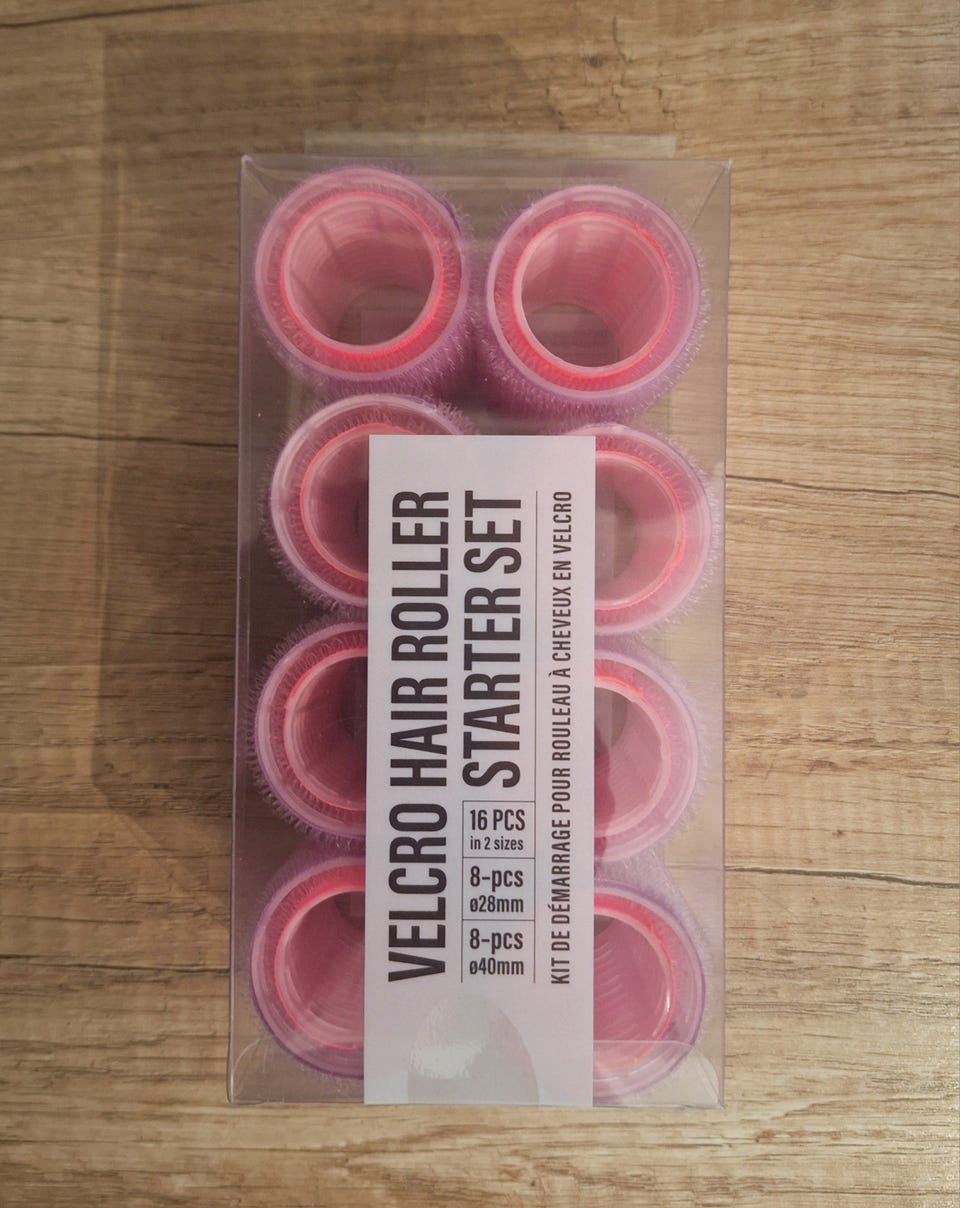 VELCRO HAIR ROLLER
STARTER SET
16 PCS
in 2 sizes
8-pcs
ø28mm
8-pcs
ø40mm
KIT DE DÉMARRAGE POUR ROULEAU À CHEVEUX EN VELCRO